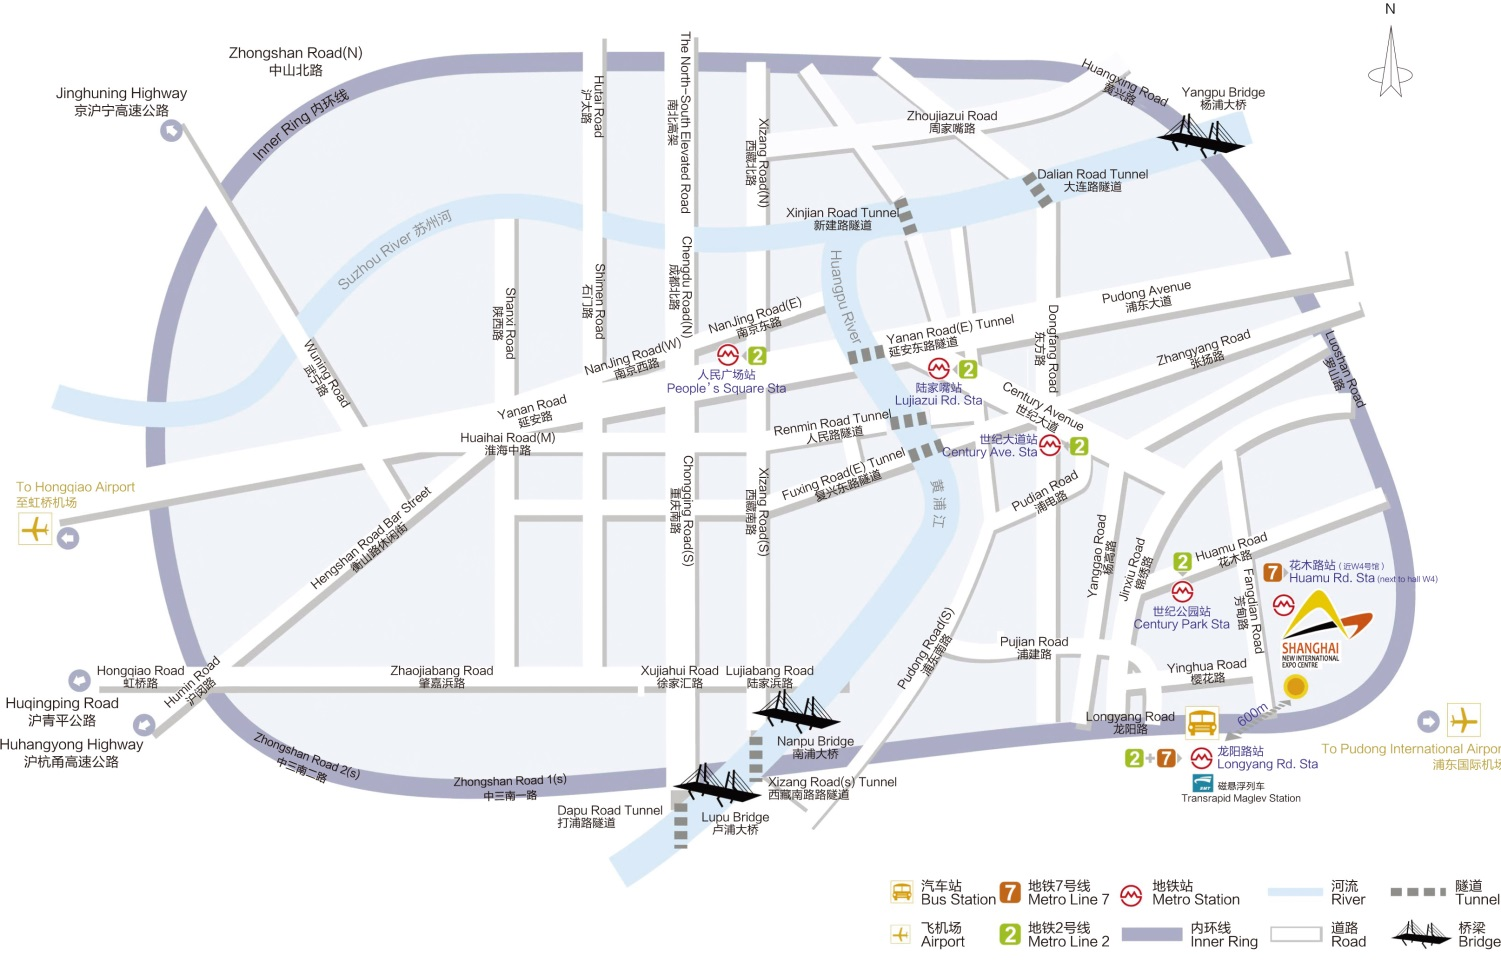 N
Zhongshan Road(N)
中山北路
Jinghuning Highway
京沪宁高速公路
Inner Ring 内环线
Hutai Road
沪太路
The North-South Elevated Road
南北高架
Xizang Road(N)
西藏北路
Zhoujiazui Road
周家嘴路
Huangxing Road
黄兴路
Yangpu Bridge
杨浦大桥
Dalian Road Tunnel
大连路隧道
Xinjian Road Tunnel
新建路隧道
Suzhou River 苏州河
Huangpu River
Shanxi Road
陕西路
Shimen Road
石门路
Chengdu Road(N)
成都北路
NanJing Road(E)
南京东路
NanJing Road(W)
南京西路
2
人民广场站
People's Square Sta
Yanan Road(E) Tunnel
延安东路隧道
2
陆家嘴站
Lujiazui Rd. Sta
Dongfang Road
东方路
Pudong Avenue
浦东大道
Zhangyang Road
张扬路
Luoshan Road
罗山路
Wuning Road
武宁路
Yanan Road
延安路
Huaihai Road(M)
淮海中路
Renmin Road Tunnel
人民路隧道
Century Avenue
世纪大道
世纪大道站
Century Ave. Sta
2
Fuxing Road(E) Tunnel
复兴东路隧道
Pudian Road
浦电路
To Hongqiao Airport
至虹桥机场
Hengshan Road Bar Street
衡山路休闲街
Chongqing Road(S)
重庆南路
Xizang Road(S)
西藏南路
黄浦江
Yanggao Road
杨高路
Jinxiu Road
锦绣路
Huamu Road
花木路
2
世纪公园站
Century Park Sta
Fangdian Road
芳甸路
7
花木路站（近W4号馆）
Huamu Rd. Sta (next to hall W4)
SHANGHAI
NEW INTERNATIONAL
EXPO CENTRE
Pudong Road(S)
浦东南路
Pujian Road
浦建路
Yinghua Road
樱花路
Hongqiao Road
虹桥路
Humin Road
沪闵路
Zhaojiabang Road
肇嘉浜路
Xujiahui Road
徐家汇路
Lujiabang Road
陆家浜路
Huqingping Road
沪青平公路
Huhangyong Highway
沪杭甬高速公路
Zhongshan Road 2(s)
中三南二路
Zhongshan Road 1(s)
中三南一路
Nanpu Bridge
南浦大桥
Xizang Road(s) Tunnel
西藏南路路隧道
Dapu Road Tunnel
打浦路隧道
Lupu Bridge
卢浦大桥
Longyang Road
龙阳路
600m
2+7
龙阳路站
Longyang Rd. Sta
磁悬浮列车
Transrapid Maglev Station
To Pudong International Airpor
浦东国际机场
汽车站
Bus Station
7
地铁7号线
Metro Line 7
地铁站
Metro Station
河流
River
隧道
Tunnel
飞机场
Airport
2
地铁2号线
Metro Line 2
内环线
Inner Ring
道路
Road
桥梁
Bridge